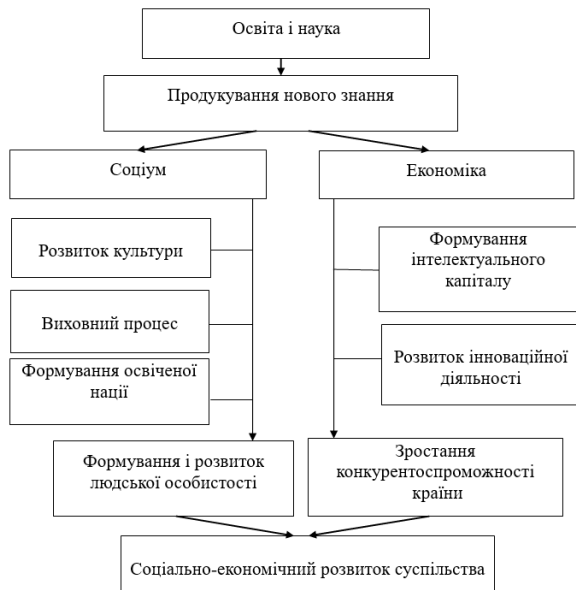 Освіта і наука
Продукування нового знання
Соціум
Економіка
Розвиток культури
Виховний процес
Формування освіченої
нації
Формування
інтелектуального
капіталу
Розвиток інноваційної
діяльності
Формування і розвиток
людської особистості
Зростання
конкурентоспроможності
країни
Соціально-економічний розвиток суспільства